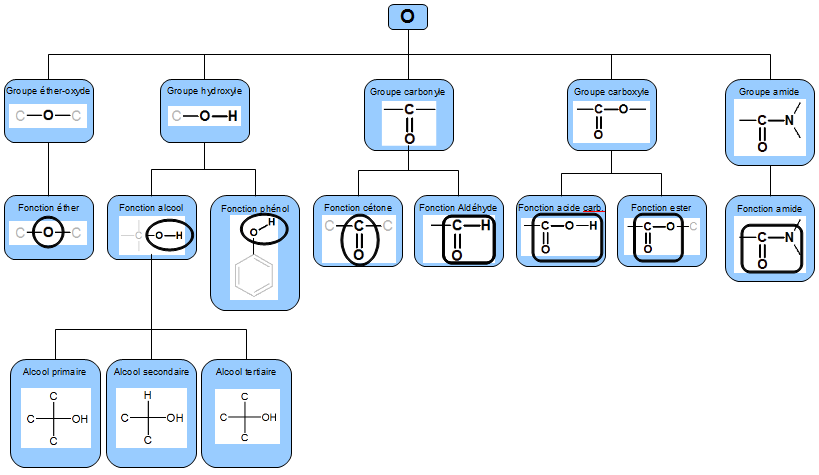 O
Groupe éther-oxyde
C—O—C
Groupe hydroxyle
C—O—H
Groupe carbonyle
C
O
Groupe carboxyle
C—O
O
Groupe amide
C—N
O
Fonction éther
C—O—C
Fonction alcool
C—O—H
Fonction phénol
H
O
Fonction cétone
C—C—C
O
Fonction Aldéhyde
C—H
O
Fonction acide carb.
C—O—H
O
Fonction ester
C—O—C
O
Fonction amide
C—N
O
Alcool primaire
C
C—OH
C
Alcool secondaire
H
C—OH
C
Alcool tertiaire
C
C—OH
C